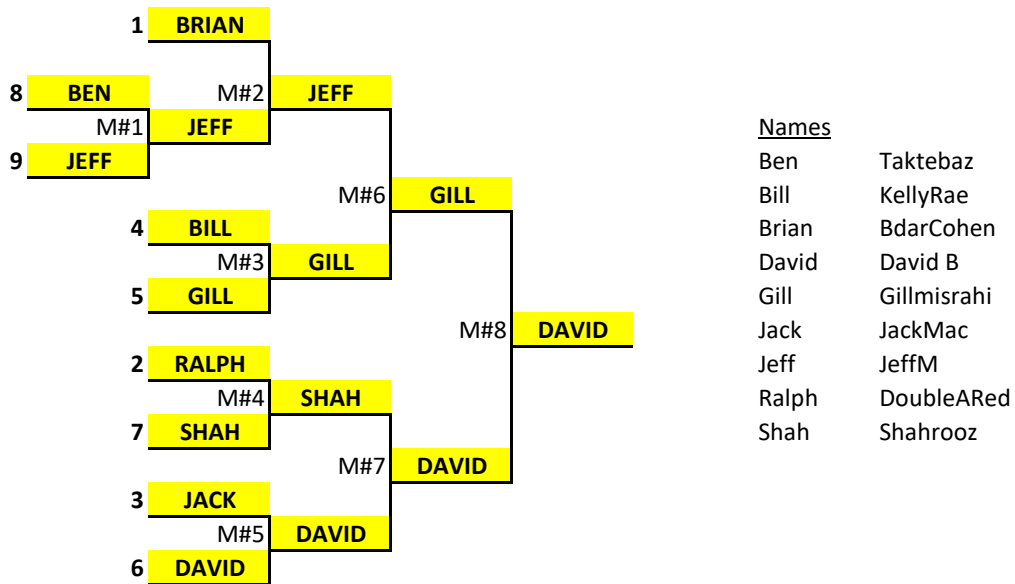 1 BRIAN
8 BEN M#2 JEFF
M#1 JEFF
9 JEFF
M#6 GILL
4 BILL
M#3 GILL
5 GILL
M#8 DAVID
2 RALPH
M#4 SHAH
7 SHAH
M#7 DAVID
3 JACK
M#5 DAVID
6 DAVID
Names
Ben Taktebaz
Bill KellyRae
Brian BdarCohen
David David B
Gill Gillmisrahi
Jack JackMac
Jeff JeffM
Ralph DoubleARed
Shah Shahrooz